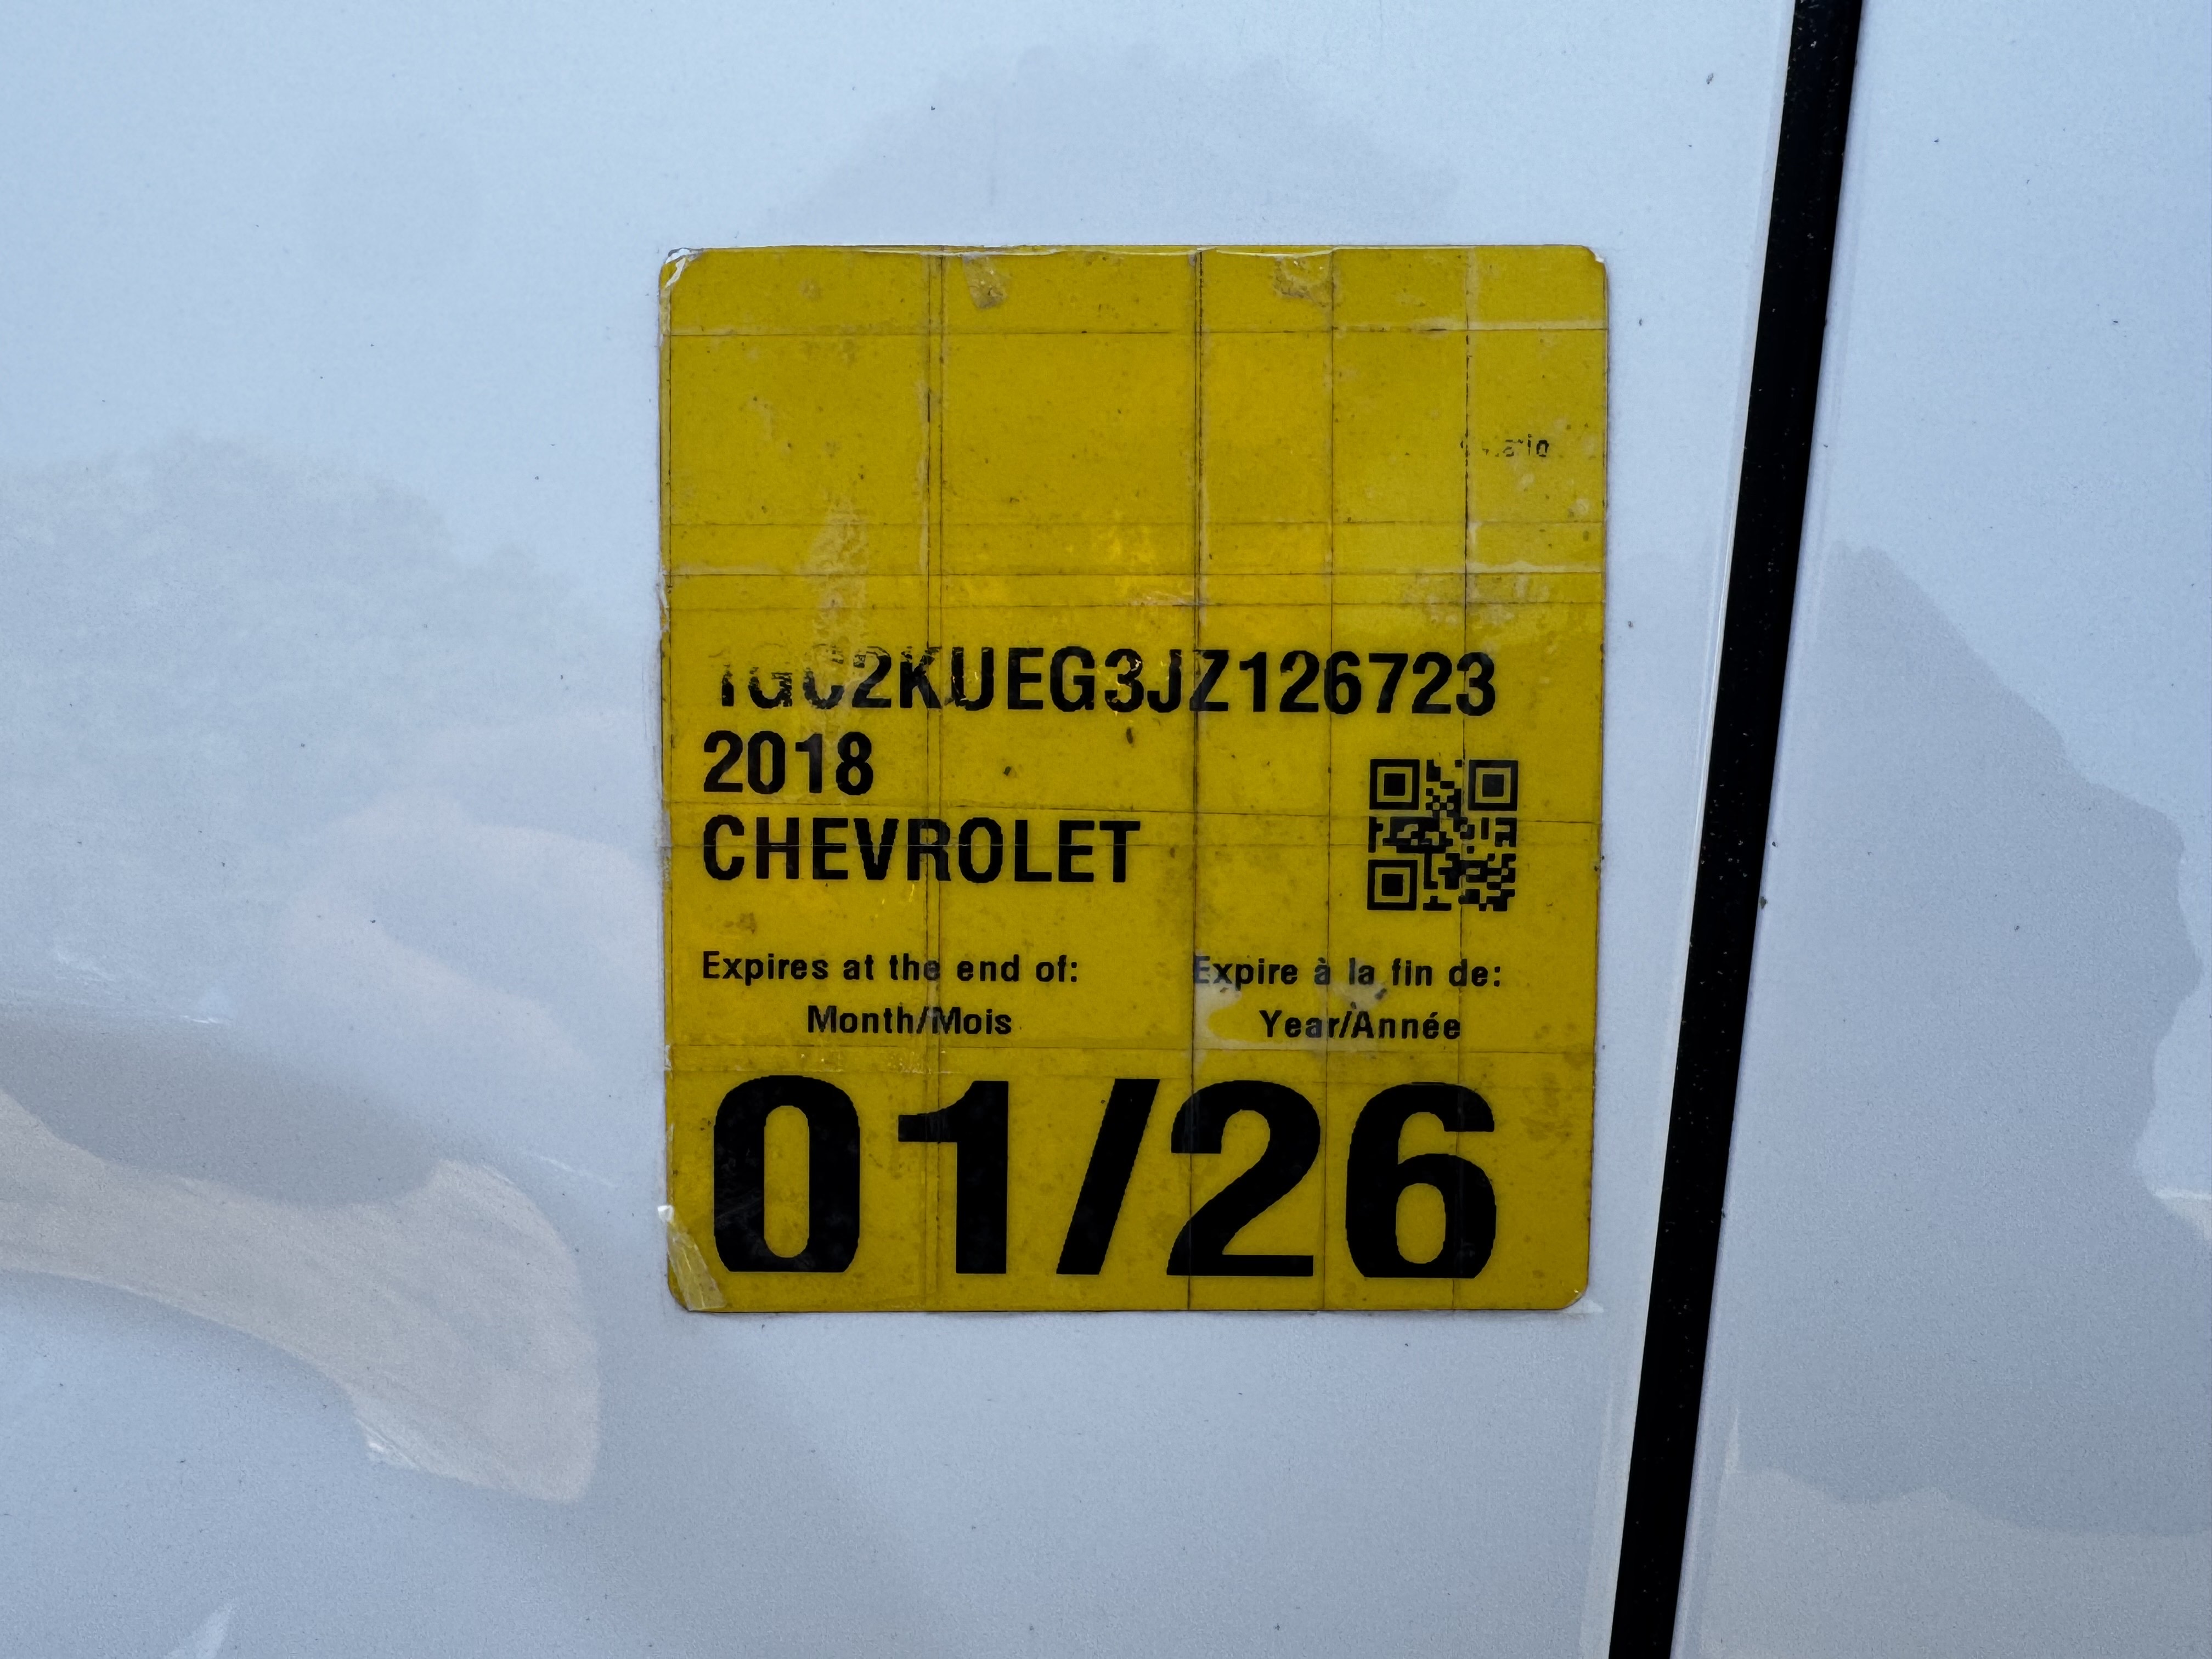 1GC2KUEG3JZ126723
2018
CHEVROLET
Expires at the end of: Expire à la fin de:
Month/Mois Year/Année
01/26